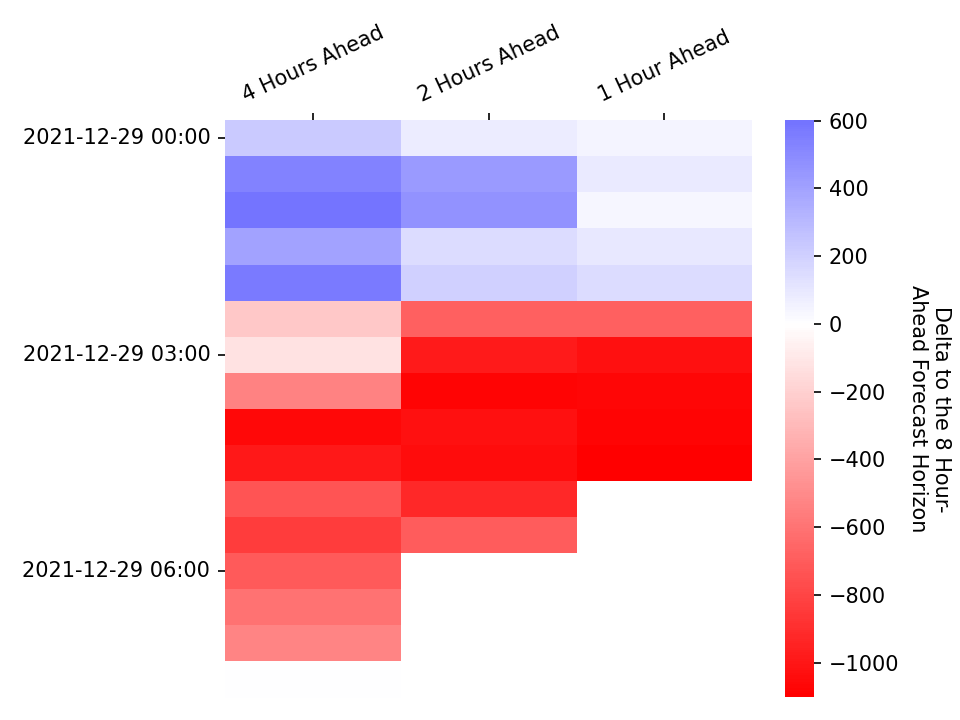 4 Hours Ahead
2 Hours Ahead
1 Hour Ahead
2021-12-29 00:00
2021-12-29 03:00
2021-12-29 06:00
600
400
200
0
−200
−400
−600
−800
−1000
Delta to the 8 Hour-
Ahead Forecast Horizon